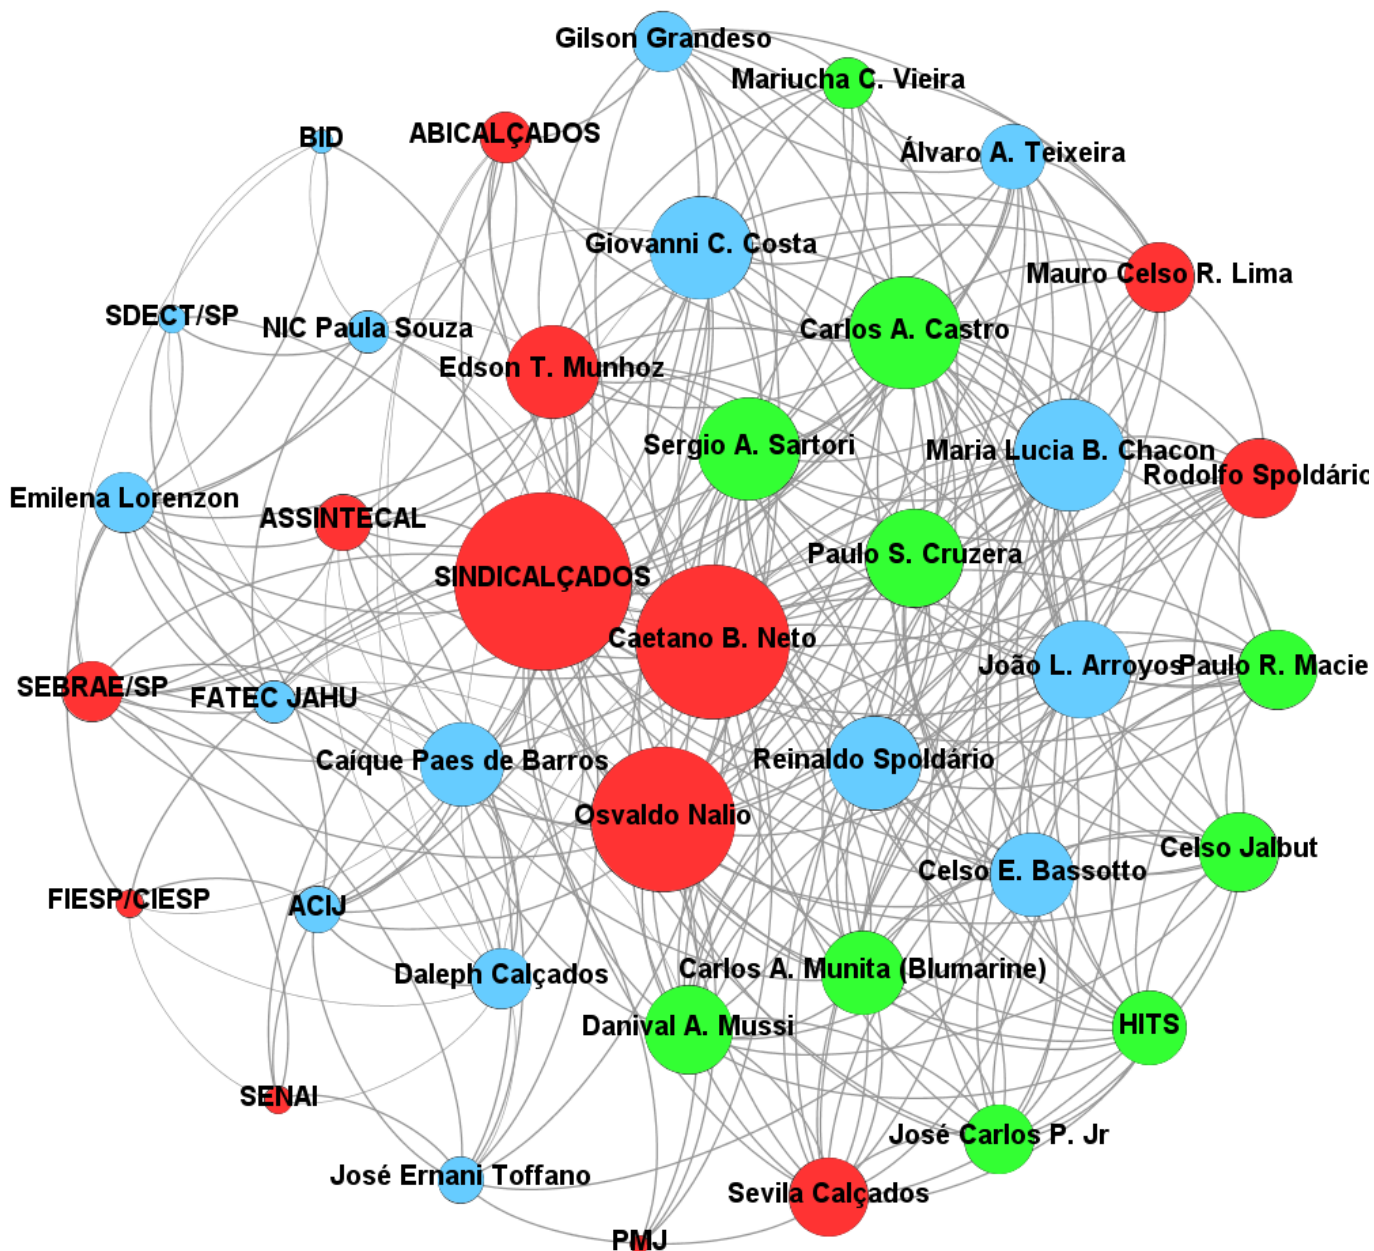 Gilson Grandeso
Mariucha C. Vieira
BID
ABICALÇADOS
Álvaro A. Teixeira
Giovanni C. Costa
Mauro Celso R. Lima
SDECT/SP
NIC Paula Souza
Carlos A. Castro
Edson T. Munhoz
Sergio A. Sartori
Maria Lucia B. Chacon
Rodolfo Spoldáric
Emilena Lorenzon
ASSINTECAL
Paulo S. Cruzera
SINDICALÇADOS
Caetano B. Neto
João L. Arroyos
Paulo R. Macie
SEBRAE/SP
FATEC JAHU
Caíque Paes de Barros
Reinaldo Spoldário
Osvaldo Nalio
Celso Jalbut
Celso E. Bassotto
FIESP/CIESP
ACIJ
Daleph Calçados
Carlos A. Munita (Blumarine)
Danival A. Mussi
HITS
SENAI
José Carlos P. Jr
José Ernani Toffano
Sevila Calçados
PMJ